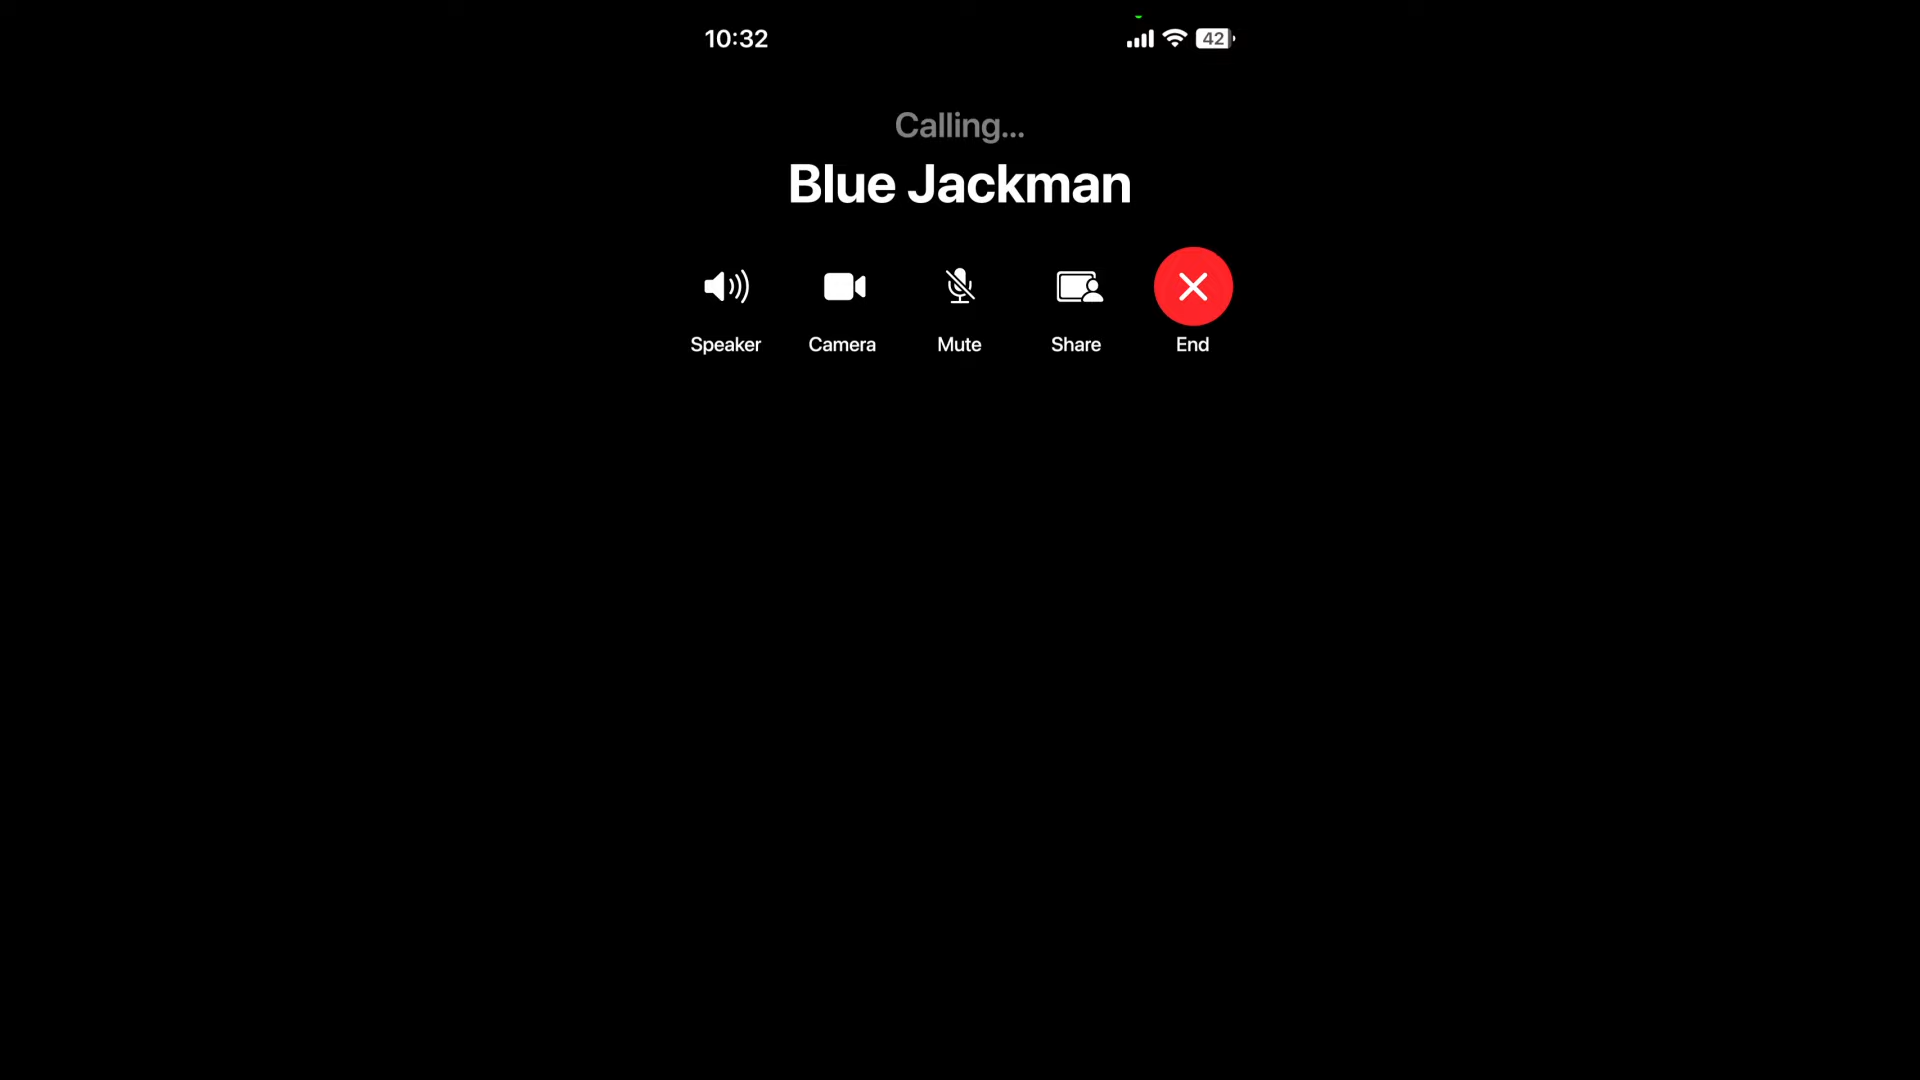 10:32
42
Calling...
Blue Jackman
Speaker
Camera
Mute
Share
End